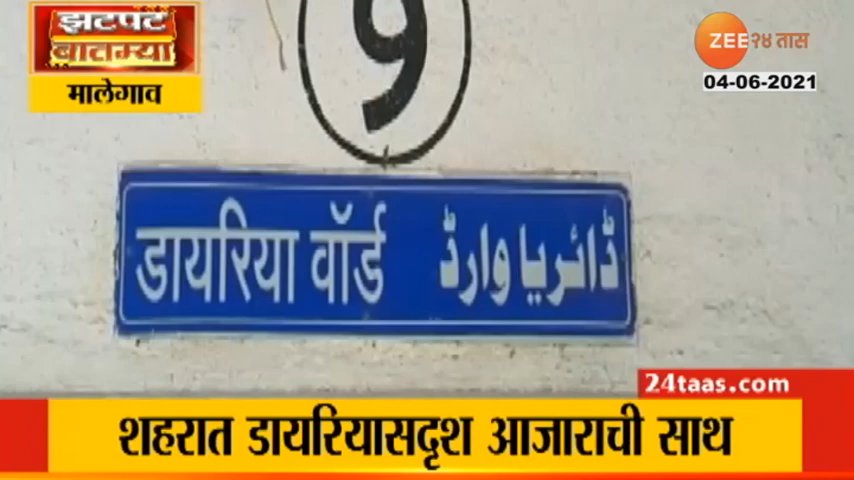 झटपट
बातम्या
मालेगाव
9
ZEE २४ तास
04-06-2021
डायरिया वॉर्ड ڈائریا وارڈ
24taas.com
शहरात डायरियासदृश आजाराची साथ